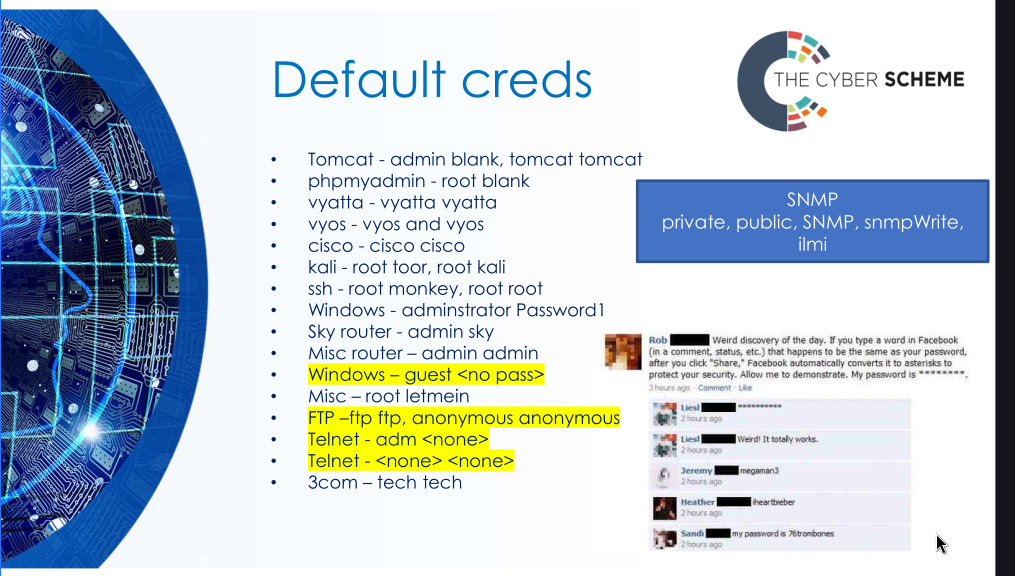 Default creds
THE CYBER SCHEME
• Tomcat - admin blank, tomcat tomcat
• phpmyadmin - root blank
• vyatta - vyatta vyatta
• vyos - vyos and vyos
• cisco - cisco cisco
• kali - root toor, root kali
• ssh - root monkey, root root
• Windows - adminstrator Password1
• Sky router - admin sky
• Misc router – admin admin
• Windows – guest <no pass>
• Misc – root letmein
• FTP –ftp ftp, anonymous anonymous
• Telnet - adm <none>
• Telnet - <none> <none>
• 3com – tech tech
SNMP
private, public, SNMP, snmpWrite,
ilmi
Rob Weird discovery of the day. If you type a word in Facebook
(in a comment, status, etc.) that happens to be the same as your password,
after you click "Share," Facebook automatically converts it to asterisks to
protect your security. Allow me to demonstrate. My password is ********.
3 hours ago · Comment · Like
Liesl **********
2 hours ago
Liesl Weird! It totally works.
2 hours ago
Jeremy megaman3
2 hours ago
Heather iheartbieber
2 hours ago
Sandi my password is 76trombones
2 hours ago